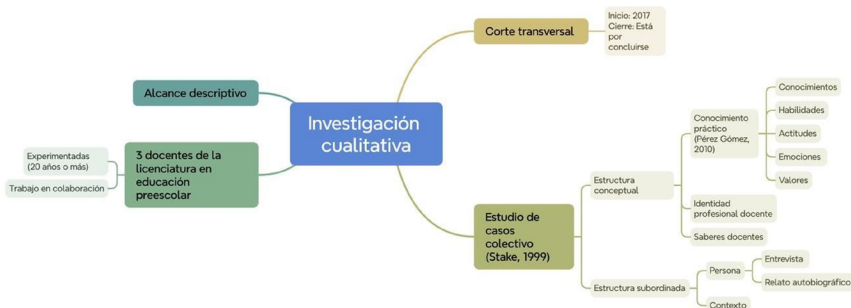 Investigación
cualitativa
Alcance descriptivo
3 docentes de la
licenciatura en
educación
preescolar
Experimentadas
(20 años o más)
Trabajo en colaboración
Corte transversal
Inicio: 2017
Cierre: Está
por
concluirse
Estudio de
casos
colectivo
(Stake, 1999)
Estructura
conceptual
Conocimiento
práctico
(Pérez Gómez,
2010)
Conocimientos
Habilidades
Actitudes
Emociones
Valores
Identidad
profesional docente
Saberes docentes
Estructura subordinada
Persona
Entrevista
Relato autobiográfico
Contexto